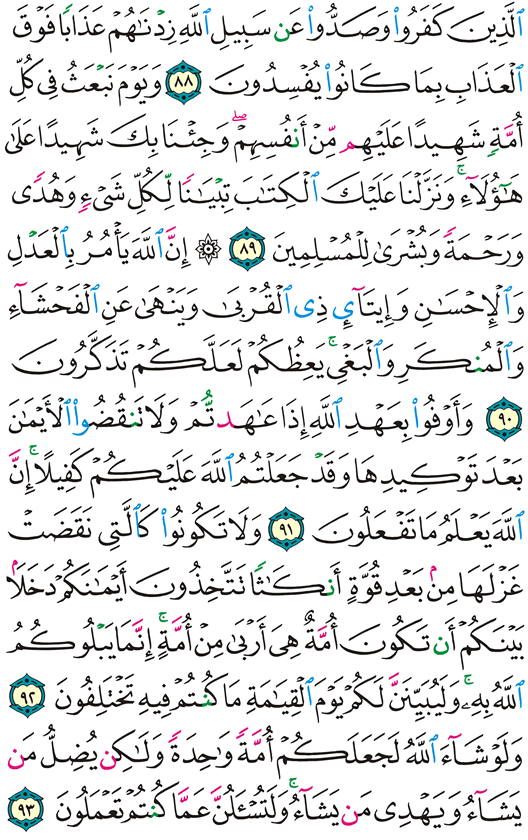 ٱلَّذِينَ كَفَرُوا۟ وَصَدُّوا۟ عَن سَبِيلِ ٱللَّهِ زِدْنَـٰهُمْ عَذَابًا فَوْقَ
ٱلْعَذَابِ بِمَا كَانُوا۟ يُفْسِدُونَ ٨٨ وَيَوْمَ نَبْعَثُ فِى كُلِّ
أُمَّةٍ شَهِيدًا عَلَيْهِم مِّنْ أَنفُسِهِمْ ۖ وَجِئْنَا بِكَ شَهِيدًا عَلَىٰ
هَـٰٓؤُلَآءِ ۚ وَنَزَّلْنَا عَلَيْكَ ٱلْكِتَـٰبَ تِبْيَـٰنًا لِّكُلِّ شَىْءٍ وَهُدًى
وَرَحْمَةً وَبُشْرَىٰ لِلْمُسْلِمِينَ ٨٩ ۞ إِنَّ ٱللَّهَ يَأْمُرُ بِٱلْعَدْلِ
وَٱلْإِحْسَـٰنِ وَإِيتَآئِ ذِى ٱلْقُرْبَىٰ وَيَنْهَىٰ عَنِ ٱلْفَحْشَآءِ
وَٱلْمُنكَرِ وَٱلْبَغْىِ ۚ يَعِظُكُمْ لَعَلَّكُمْ تَذَكَّرُونَ
٩٠ وَأَوْفُوا۟ بِعَهْدِ ٱللَّهِ إِذَا عَـٰهَدتُّمْ وَلَا تَنقُضُوا۟ ٱلْأَيْمَـٰنَ
بَعْدَ تَوْكِيدِهَا وَقَدْ جَعَلْتُمُ ٱللَّهَ عَلَيْكُمْ كَفِيلًا ۚ إِنَّ
ٱللَّهَ يَعْلَمُ مَا تَفْعَلُونَ ٩١ وَلَا تَكُونُوا۟ كَٱلَّتِى نَقَضَتْ
غَزْلَهَا مِنۢ بَعْدِ قُوَّةٍ أَنكَـٰثًا تَتَّخِذُونَ أَيْمَـٰنَكُمْ دَخَلًۢا
بَيْنَكُمْ أَن تَكُونَ أُمَّةٌ هِىَ أَرْبَىٰ مِنْ أُمَّةٍ ۚ إِنَّمَا يَبْلُوكُمُ
ٱللَّهُ بِهِۦ ۚ وَلَيُبَيِّنَنَّ لَكُمْ يَوْمَ ٱلْقِيَـٰمَةِ مَا كُنتُمْ فِيهِ تَخْتَلِفُونَ ٩٢
وَلَوْ شَآءَ ٱللَّهُ لَجَعَلَكُمْ أُمَّةً وَٰحِدَةً وَلَـٰكِن يُضِلُّ مَن
يَشَآءُ وَيَهْدِى مَن يَشَآءُ ۚ وَلَتُسْـَٔلُنَّ عَمَّا كُنتُمْ تَعْمَلُونَ ٩٣